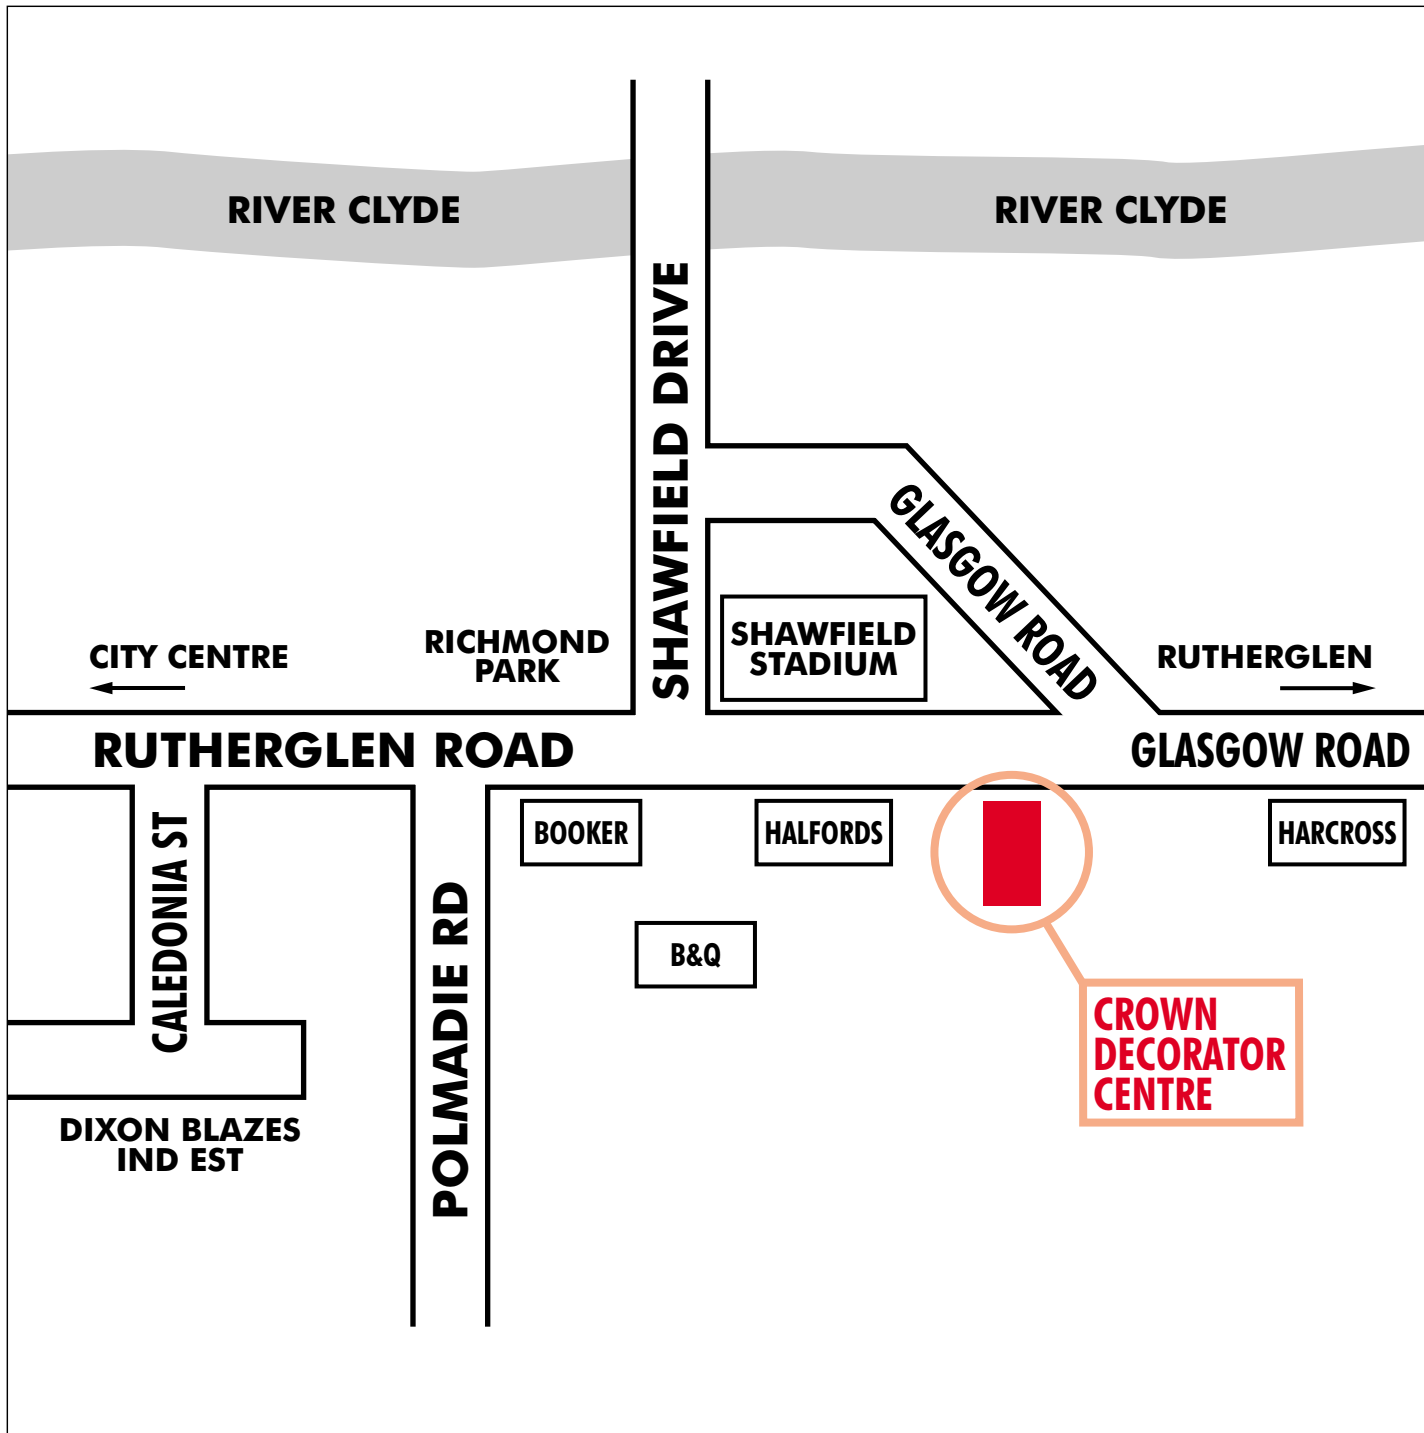 RIVER CLYDE
RIVER CLYDE
SHAWFIELD DRIVE
GLASGOW ROAD
CITY CENTRE
RICHMOND
PARK
SHAWFIELD
STADIUM
RUTHERGLEN
RUTHERGLEN ROAD
GLASGOW ROAD
CALEDONIA ST
POLMADIE RD
BOOKER
HALFORDS
HARCROSS
B&Q
CROWN
DECORATOR
CENTRE
DIXON BLAZES
IND EST